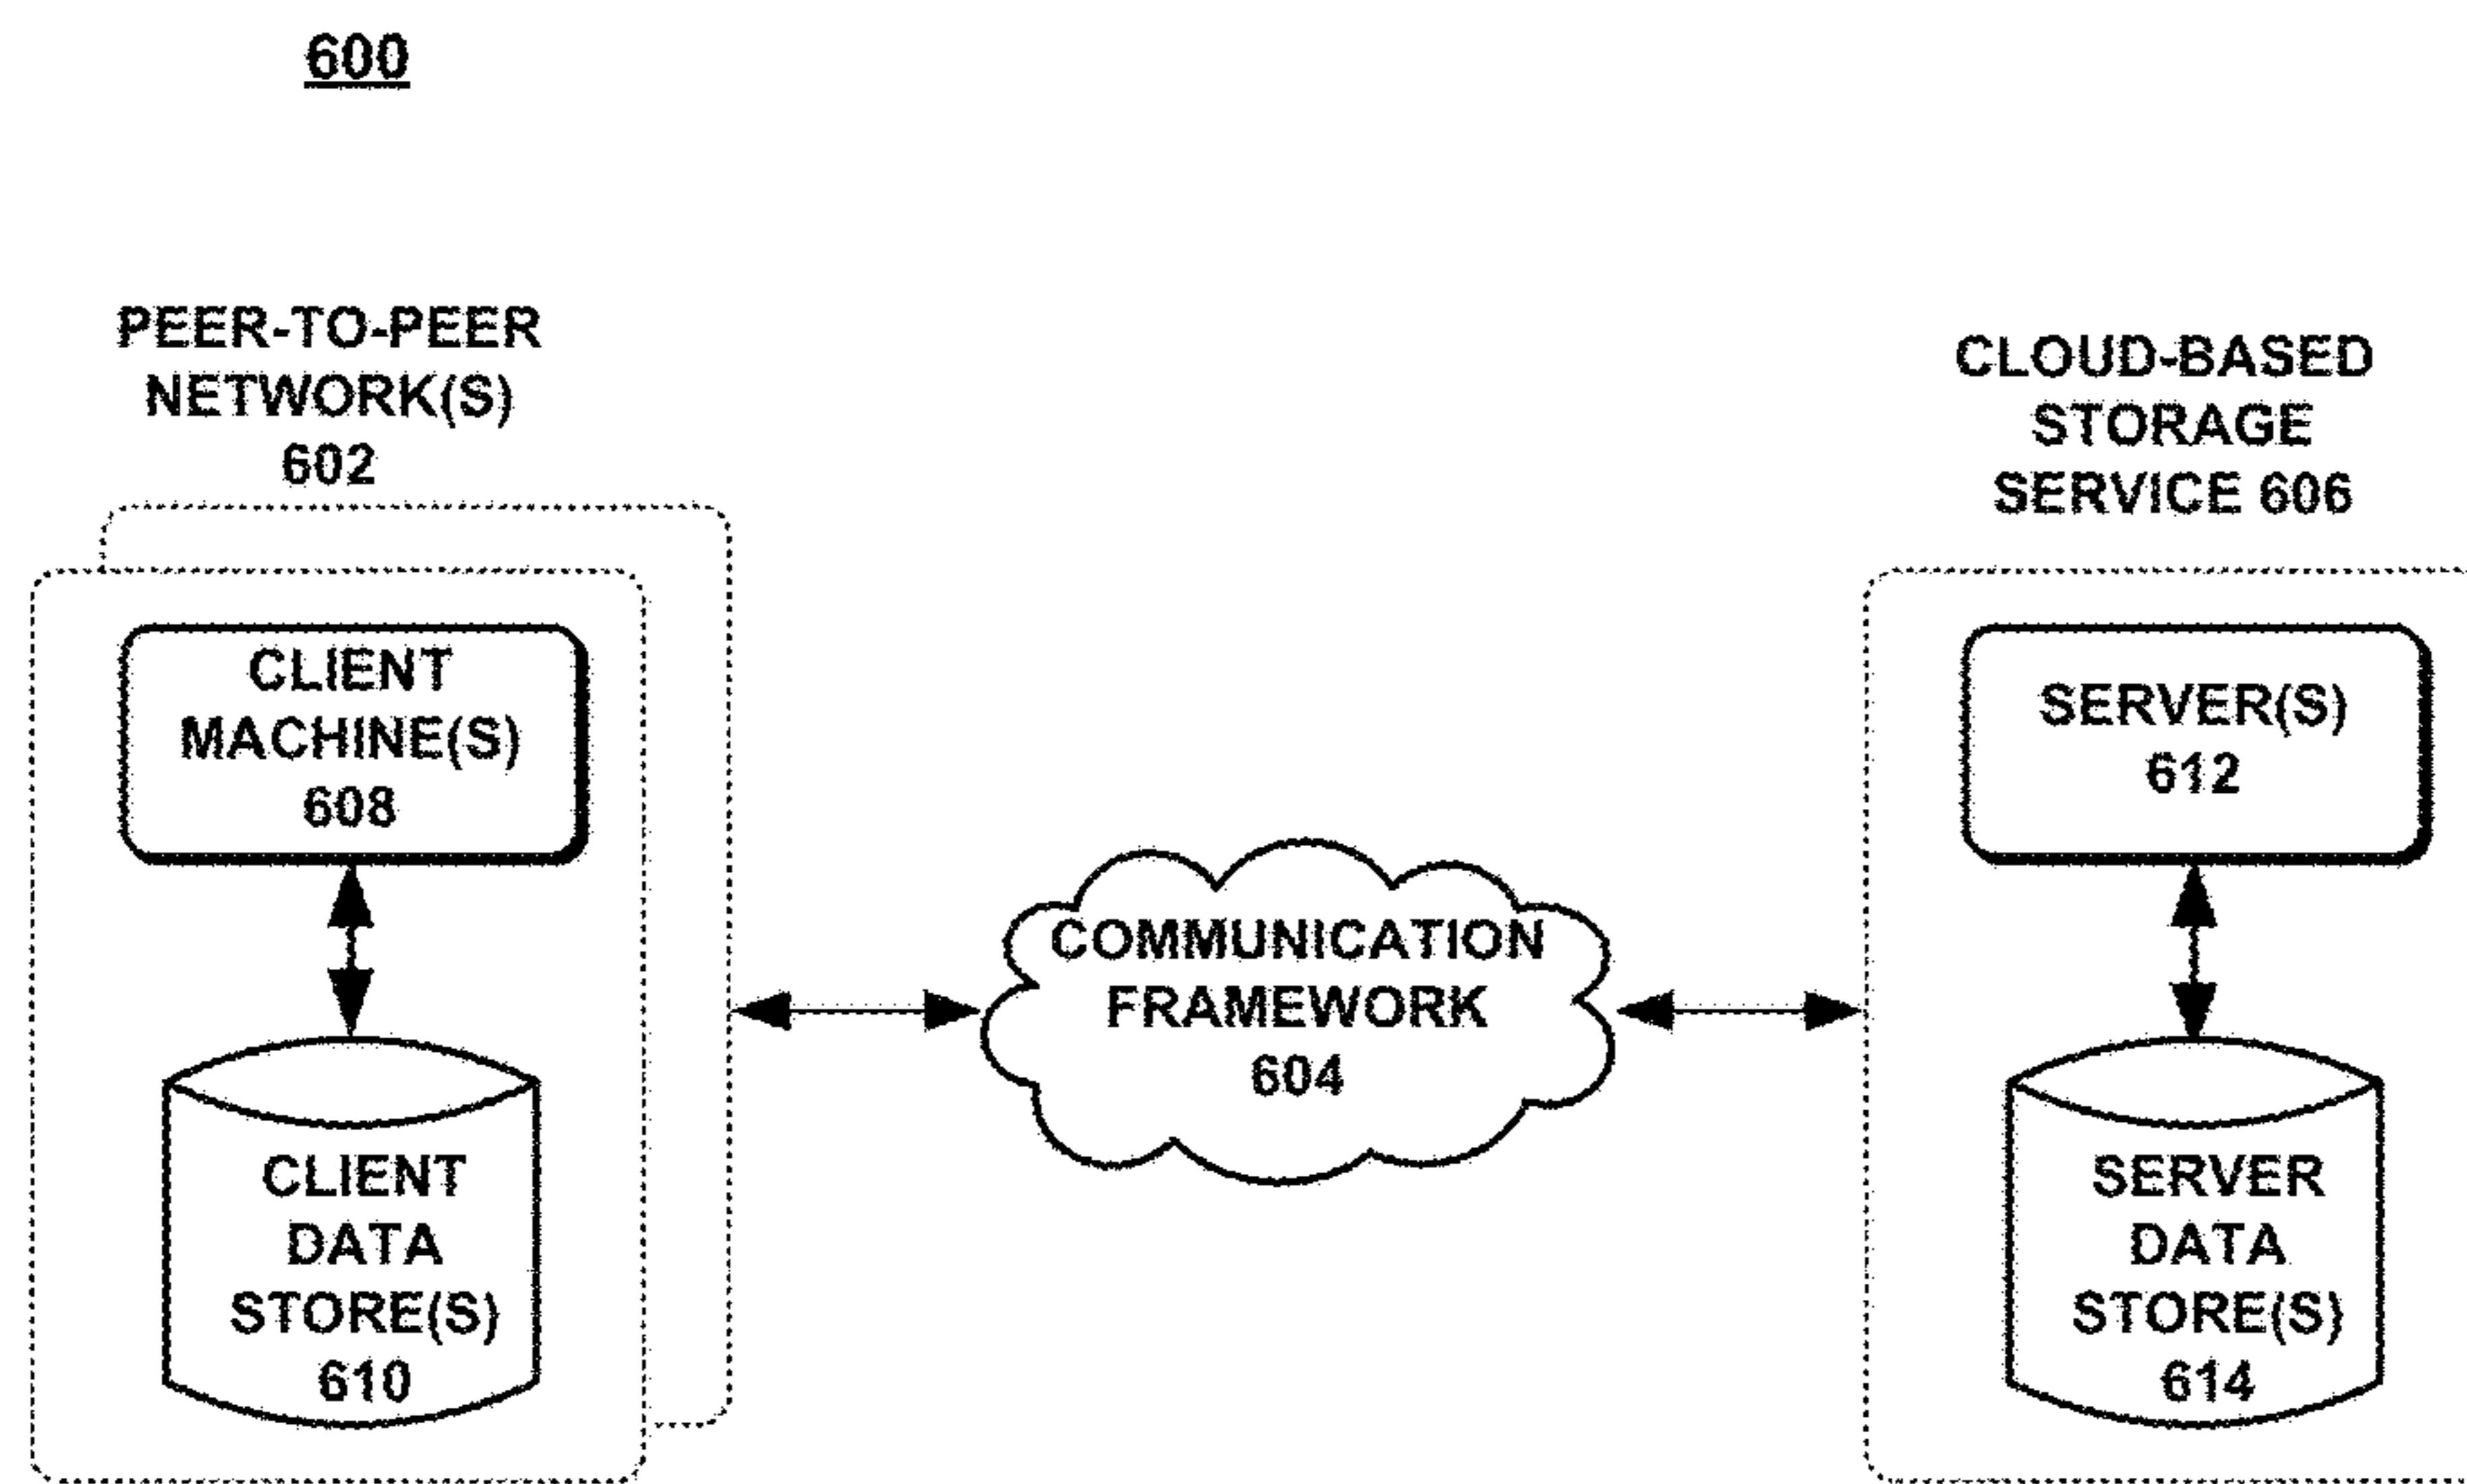 600
PEER-TO-PEER
NETWORK(S)
602
CLIENT
MACHINE(S)
608
CLIENT
DATA
STORE(S)
610
COMMUNICATION
FRAMEWORK
604
CLOUD-BASED
STORAGE
SERVICE 606
SERVER(S)
612
SERVER
DATA
STORE(S)
614